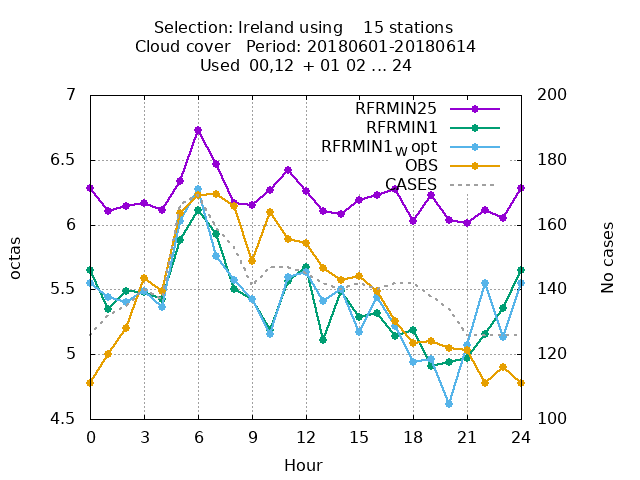 Selection: Ireland using 15 stations
Cloud cover Period: 20180601-20180614
Used 00,12 + 01 02 ... 24
7
6.5
6
5.5
5
4.5
200
180
160
140
120
100
RFRMIN25
RFRMIN1
RFRMIN1w opt
OBS
CASES
octas
No cases
0 3 6 9 12 15 18 21 24
Hour